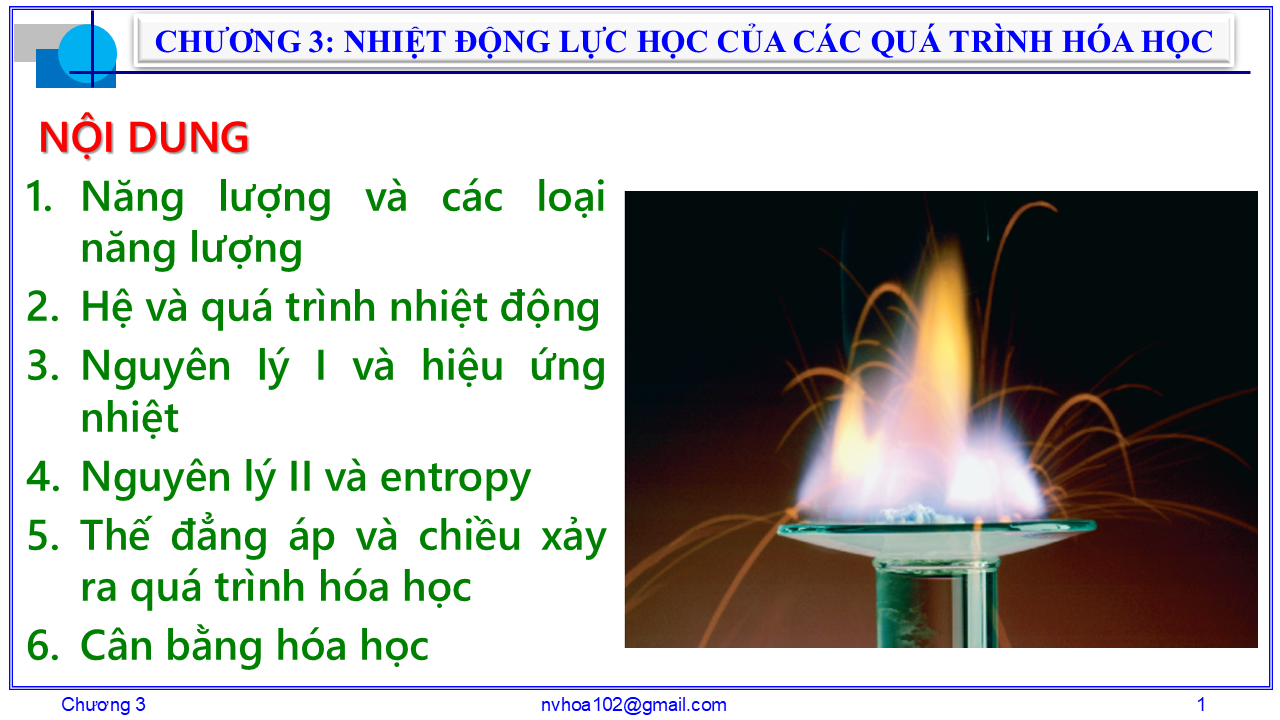 CHƯƠNG 3: NHIỆT ĐỘNG LỰC HỌC CỦA CÁC QUÁ TRÌNH HÓA HỌC
NỘI DUNG
1. Năng lượng và các loại
năng lượng
2. Hệ và quá trình nhiệt động
3. Nguyên lý I và hiệu ứng
nhiệt
4. Nguyên lý II và entropy
5. Thế đẳng áp và chiều xảy
ra quá trình hóa học
6. Cân bằng hóa học
Chương 3
nvhoa102@gmail.com
1